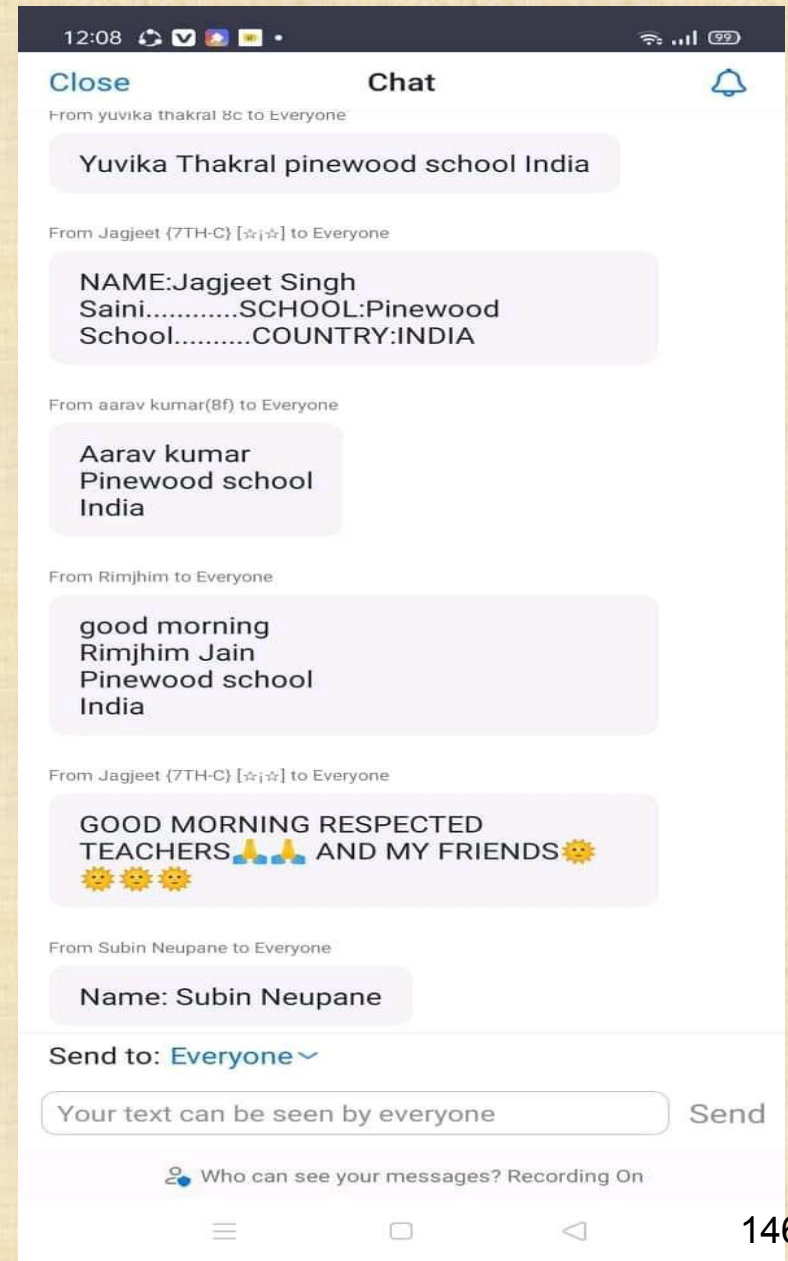 12:08
99
Close
Chat
From yuvika thakral 8c to Everyone
Yuvika Thakral pinewood school India
From Jagjeet {7TH-C} [☆¡☆] to Everyone
NAME:Jagjeet Singh
Saini............SCHOOL:Pinewood
School..........COUNTRY:INDIA
From aarav kumar(8f) to Everyone
Aarav kumar
Pinewood school
India
From Rimjhim to Everyone
good morning
Rimjhim Jain
Pinewood school
India
From Jagjeet {7TH-C} [☆¡☆] to Everyone
GOOD MORNING RESPECTED
TEACHERS🙏🙏 AND MY FRIENDS🌞
🌞🌞🌞
From Subin Neupane to Everyone
Name: Subin Neupane
Send to: Everyone
Your text can be seen by everyone
Send
Who can see your messages? Recording On
146